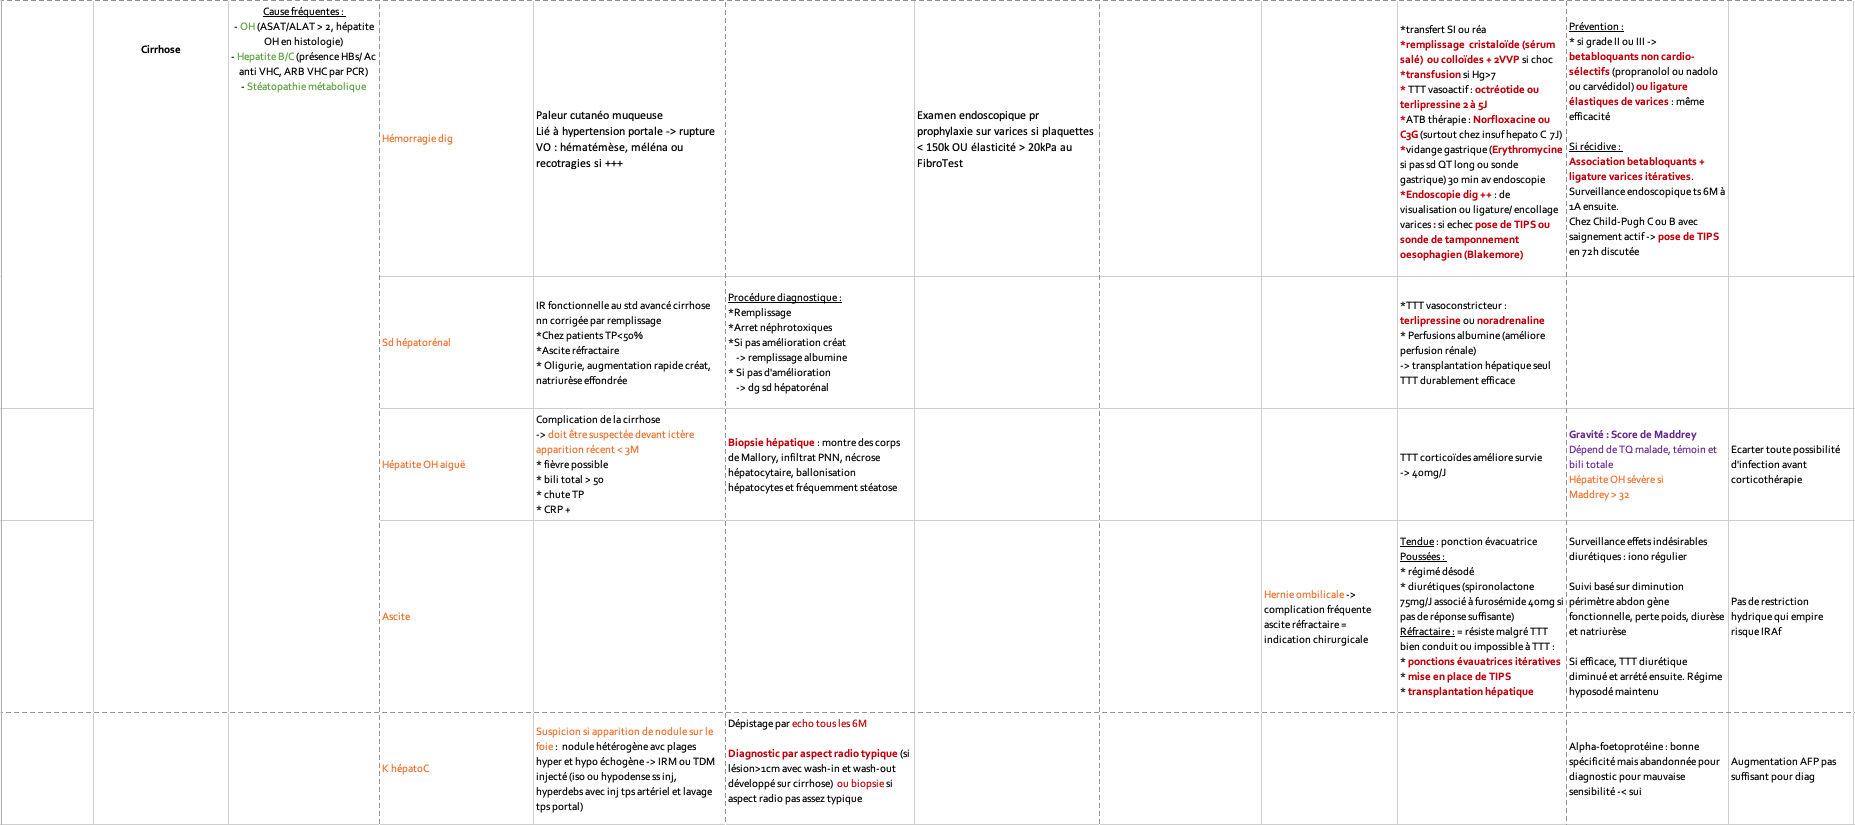 Cirrhose
Cause fréquentes :
- OH (ASAT/ALAT > 2, hépatite
OH en histologie)
- Hepatite B/C (présence HBs/ Ac
anti VHC, ARB VHC par PCR)
- Stéatopathie métabolique
Hémorragie dig
Paleur cutanéo muqueuse
Lié à hypertension portale -> rupture
VO : hématémèse, méléna ou
recotragies si +++
Examen endoscopique pr
prophylaxie sur varices si plaquettes
< 150k OU élasticité > 20kPa au
FibroTest
*transfert SI ou réa
*remplissage cristaloïde (sérum
salé) ou colloïdes + 2VVP si choc
*transfusion si Hg>7
* TTT vasoactif : octréotide ou
terlipressine 2 à 5J
*ATB thérapie : Norfloxacine ou
C3G (surtout chez insuf hepato C 7J)
*vidange gastrique (Erythromycine
si pas sd QT long ou sonde
gastrique) 30 min av endoscopie
*Endoscopie dig ++ : de
visualisation ou ligature/ encollage
varices : si echec pose de TIPS ou
sonde de tamponnement
oesophagien (Blakemore)
Prévention :
* si grade II ou III ->
betabloquants non cardio-
sélectifs (propranolol ou nadolo
ou carvédidol) ou ligature
élastiques de varices : même
efficacité
Si récidive :
Association betabloquants +
ligature varices itératives.
Surveillance endoscopique ts 6M à
1A ensuite.
Chez Child-Pugh C ou B avec
saignement actif -> pose de TIPS
en 72h discutée
Sd hépatorénal
IR fonctionnelle au std avancé cirrhose
nn corrigée par remplissage
*Chez patients TP<50%
*Ascite réfractaire
* Oligurie, augmentation rapide créat,
natriurèse effondrée
Procédure diagnostique :
*Remplissage
*Arret néphrotoxiques
*Si pas amélioration créat
-> remplissage albumine
* Si pas d'amélioration
-> dg sd hépatorénal
*TTT vasoconstricteur :
terlipressine ou noradrenaline
* Perfusions albumine (améliore
perfusion rénale)
-> transplantation hépatique seul
TTT durablement efficace
Hépatite OH aiguë
Complication de la cirrhose
-> doit être suspectée devant ictère
apparition récent < 3M
* fièvre possible
* bili total > 50
* chute TP
* CRP +
Biopsie hépatique : montre des corps
de Mallory, infiltrat PNN, nécrose
hépatocytaire, ballonisation
hépatocytes et fréquemment stéatose
TTT corticoïdes améliore survie
-> 40mg/J
Gravité : Score de Maddrey
Dépend de TQ malade, témoin et
bili totale
Hépatite OH sévère si
Maddrey > 32
Ecarter toute possibilité
d'infection avant
corticothérapie
Ascite
Hernie ombilicale ->
complication fréquente
ascite réfractaire =
indication chirurgicale
Tendue : ponction évacuatrice
Poussées :
* régimé désodé
* diurétiques (spironolactone
75mg/J associé à furosémide 40mg si
pas de réponse suffisante)
Réfractaire : = résiste malgré TTT
bien conduit ou impossible à TTT :
* ponctions évauatrices itératives
* mise en place de TIPS
* transplantation hépatique
Surveillance effets indésirables
diurétiques : iono régulier
Suivi basé sur diminution
périmètre abdon gène
fonctionnelle, perte poids, diurèse
et natriurèse
Si efficace, TTT diurétique
diminué et arrété ensuite. Régime
hyposodé maintenu
Pas de restriction
hydrique qui empire
risque IRAf
K hépatoC
Suspicion si apparition de nodule sur le
foie : nodule hétérogène avc plages
hyper et hypo échogène -> IRM ou TDM
injecté (iso ou hypodense ss inj,
hyperdebs avec inj tps artériel et lavage
tps portal)
Dépistage par echo tous les 6M
Diagnostic par aspect radio typique (si
lésion>1cm avec wash-in et wash-out
développé sur cirrhose) ou biopsie si
aspect radio pas assez typique
Alpha-foetoprotéine : bonne
spécificité mais abandonnée pour
diagnostic pour mauvaise
sensibilité -< sui
Augmentation AFP pas
suffisant pour diag